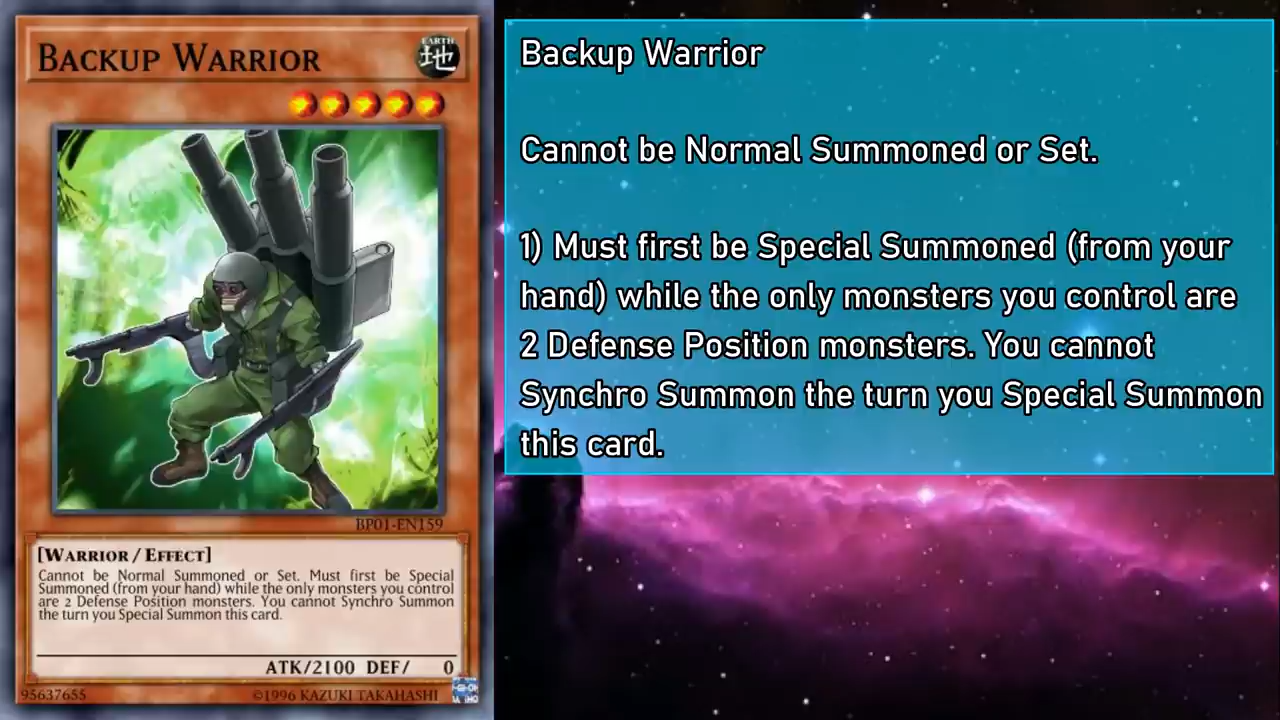 BACKUP WARRIOR
EARTH
地
BP01-EN159
[WARRIOR / EFFECT]
Cannot be Normal Summoned or Set. Must first be Special
Summoned (from your hand) while the only monsters you control
are 2 Defense Position monsters. You cannot Synchro Summon
the turn you Special Summon this card.
ATK/2100 DEF/ 0
95637655
©1996 KAZUKI TAKAHASHI
Backup Warrior
Cannot be Normal Summoned or Set.
1) Must first be Special Summoned (from your
hand) while the only monsters you control are
2 Defense Position monsters. You cannot
Synchro Summon the turn you Special Summon
this card.